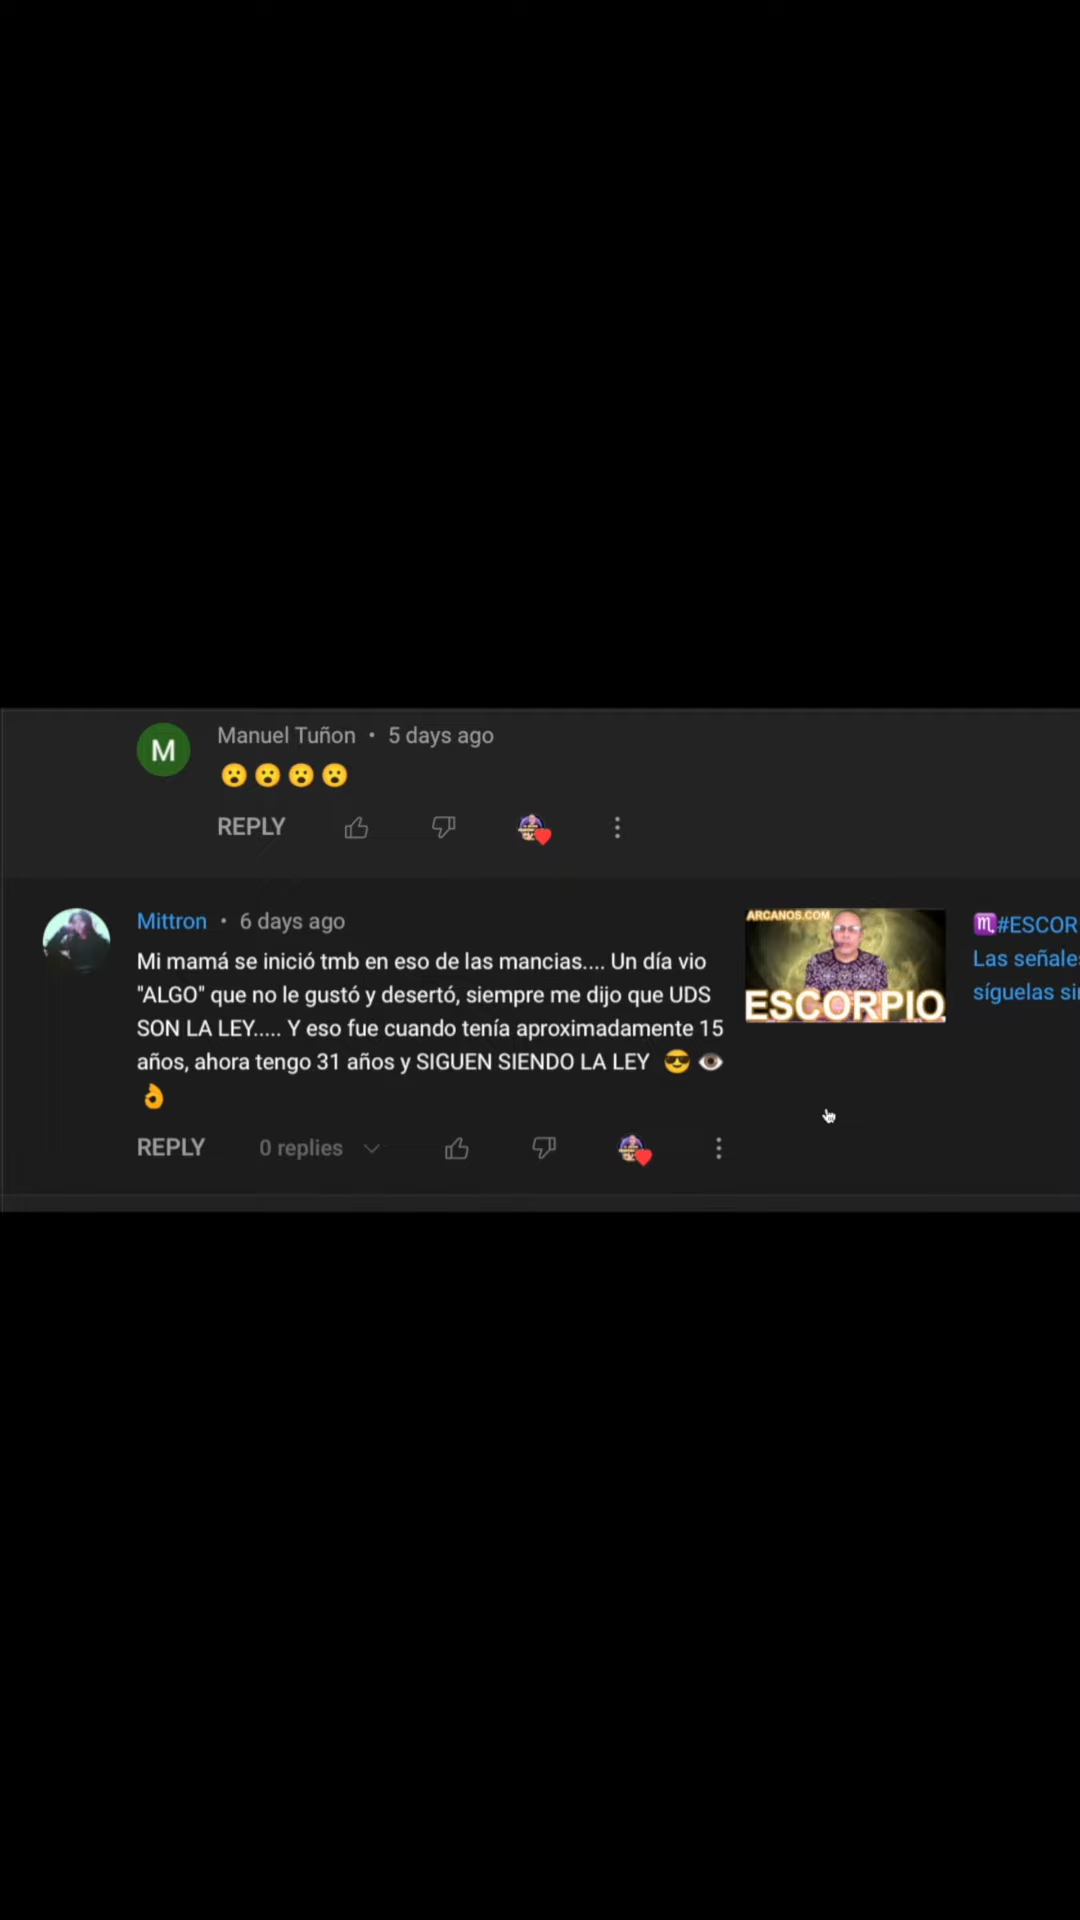 M
Manuel Tuñon • 5 days ago
😮😮😮😮
REPLY
Mittron • 6 days ago
Mi mamá se inició tmb en eso de las mancias.... Un día vio
"ALGO" que no le gustó y desertó, siempre me dijo que UDS
SON LA LEY..... Y eso fue cuando tenía aproximadamente 15
años, ahora tengo 31 años y SIGUEN SIENDO LA LEY 😎👁️
👌
REPLY 0 replies
ARCANOS.COM
ESCORPIO
♏#ESCOR
Las señales
síguelas sin